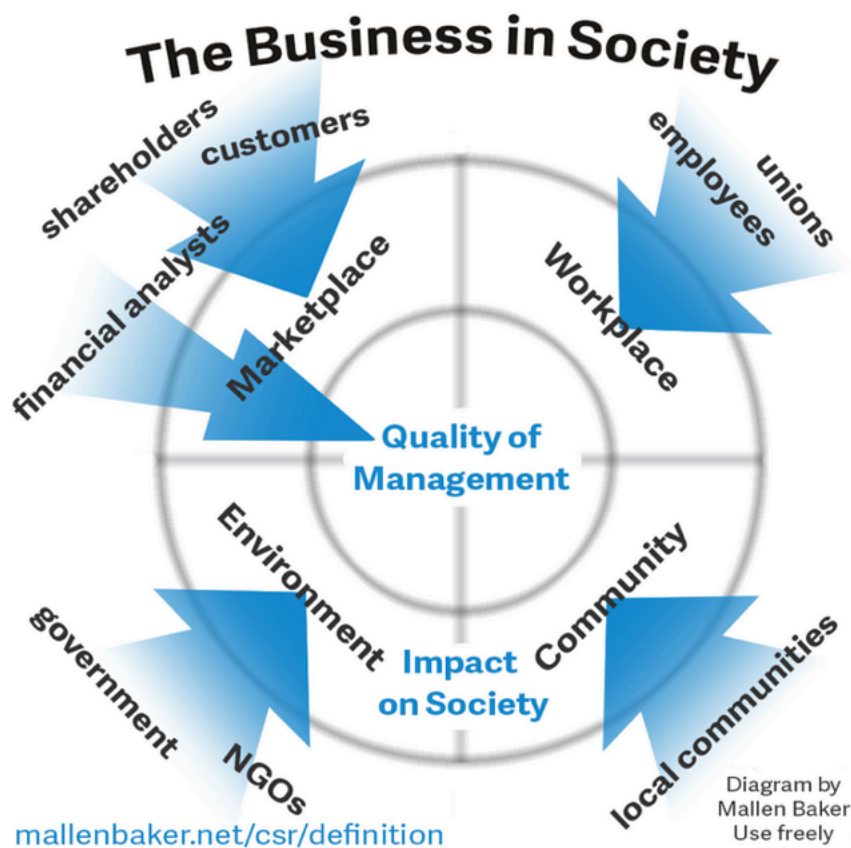 The Business in Society
shareholders
customers
employees
unions
financial analysts
Marketplace
Workplace
Quality of
Management
Environment
Community
Impact
on Society
government
NGOs
local communities
Diagram by
Mallen Baker
Use freely
mallenbaker.net/csr/definition